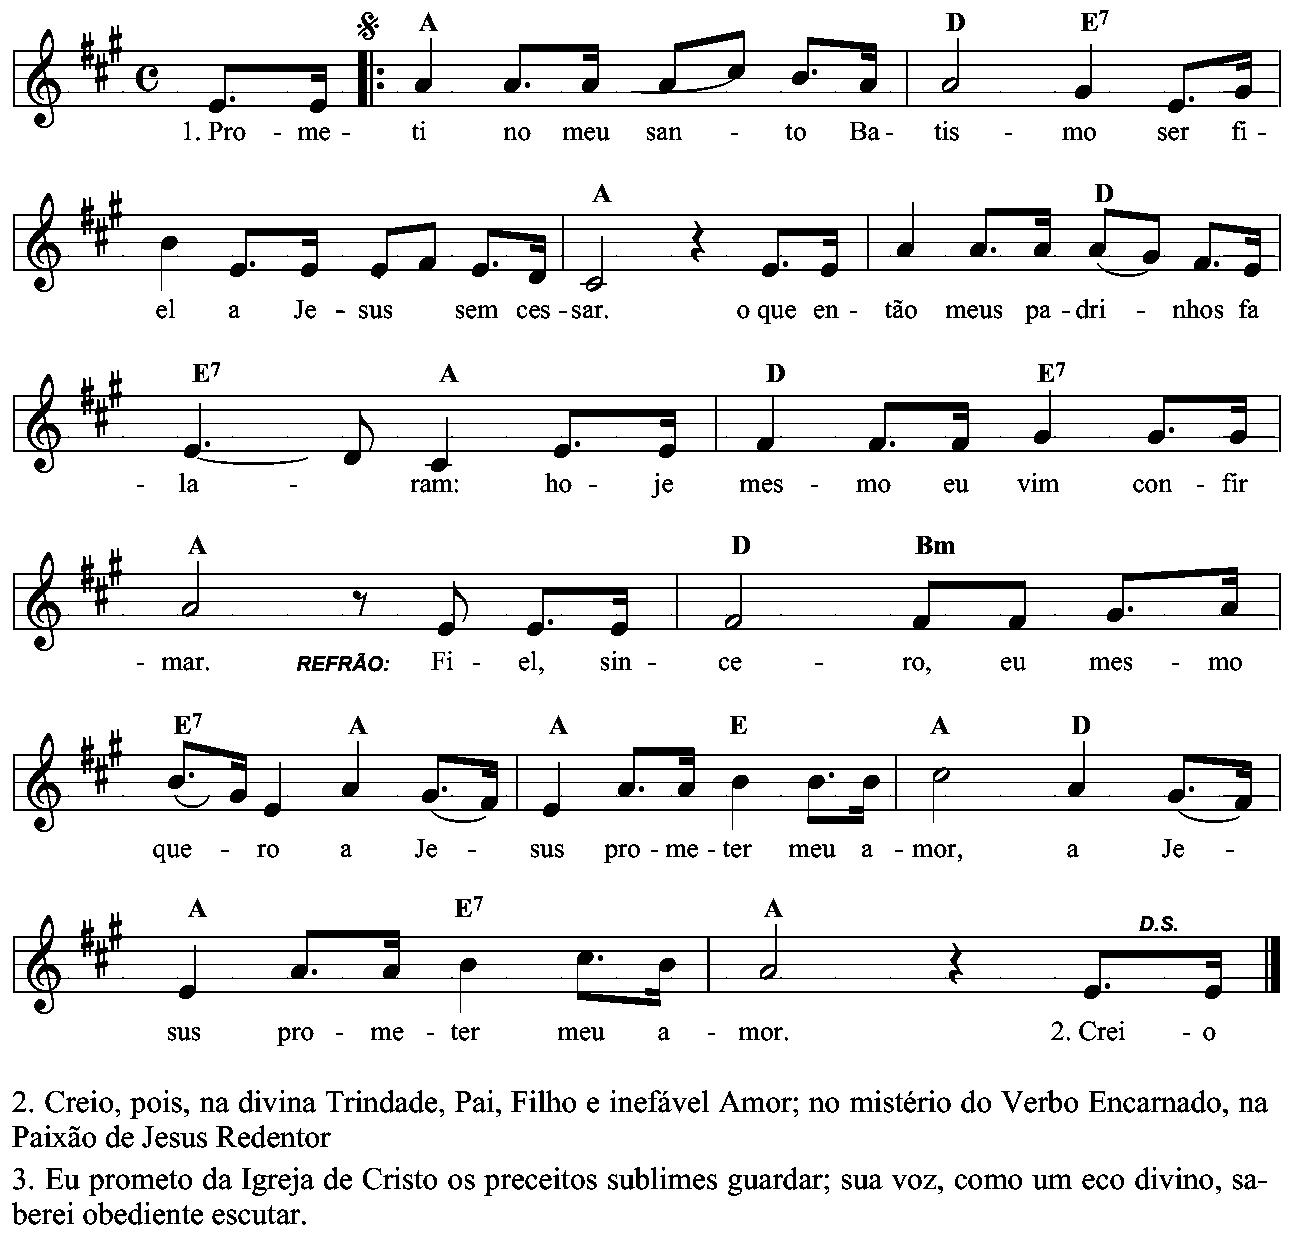 A D E7
1. Pro - me - ti no meu san - to Ba - tis - mo ser fi -
A D
el a Je - sus sem ces - sar. o que en - tão meus pa - dri - nhos fa
E7 A D E7
- la - ram: ho - je mes - mo eu vim con - fir
A D Bm
- mar. REFRÃO: Fi - el, sin - ce - ro, eu mes - mo
E7 A A E A D
que - ro a Je - sus pro - me - ter meu a - mor, a Je -
A E7 A D.S.
sus pro - me - ter meu a - mor. 2. Crei - o
2. Creio, pois, na divina Trindade, Pai, Filho e inefável Amor; no mistério do Verbo Encarnado, na
Paixão de Jesus Redentor
3. Eu prometo da Igreja de Cristo os preceitos sublimes guardar; sua voz, como um eco divino, sa-
berei obediente escutar.